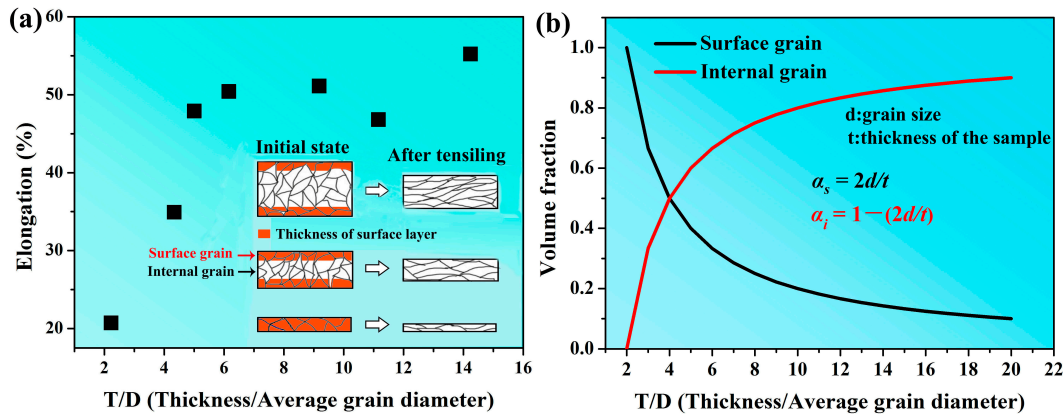 (a)
60
50
40
30
20
Elongation (%)
2 4 6 8 10 12 14 16
T/D (Thickness/Average grain diameter)
Initial state
After tensiling
Thickness of surface layer
Surface grain
Internal grain
(b)
1.0
0.8
0.6
0.4
0.2
0.0
Volume fraction
2 4 6 8 10 12 14 16 18 20 22
T/D (Thickness/Average grain diameter)
Surface grain
Internal grain
d:grain size
t:thickness of the sample
αs = 2d/t
αi = 1—(2d/t)